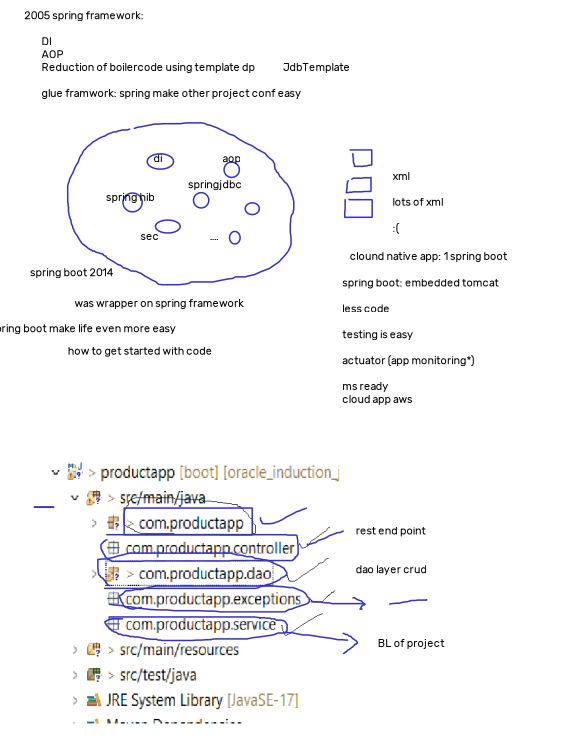 2005 spring framework:
DI
AOP
Reduction of boilercode using template dp JdbTemplate
glue framwork: spring make other project conf easy
di
aop
springjdbc
spring hib
sec
....
xml
lots of xml
:(
clound native app: 1 spring boot
spring boot 2014
spring boot: embedded tomcat
was wrapper on spring framework
less code
ring boot make life even more easy
testing is easy
how to get started with code
actuator (app monitoring*)
ms ready
cloud app aws
productapp [boot] [oracle_induction_j
src/main/java
com.productapp
rest end point
com.productapp.controller
dao layer crud
com.productapp.dao
com.productapp.exceptions
com.productapp.service
BL of project
src/main/resources
src/test/java
JRE System Library [JavaSE-17]